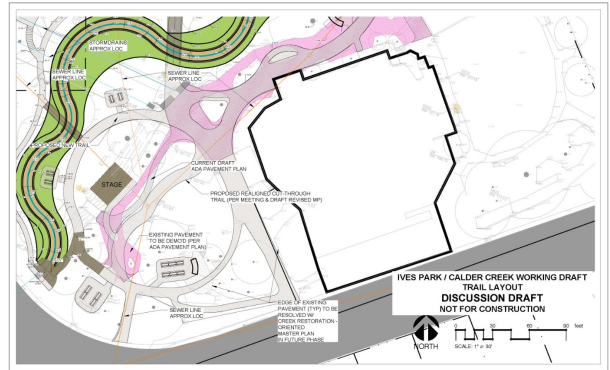 STORMDRAINS
APPROX LOC
SEWER LINE
APPROX LOC
SEWER LINE
APPROX LOC
PROPOSED NEW TRAIL
CURRENT DRAFT
ADA PAVEMENT PLAN
STAGE
PROPOSED REALIGNED CUT-THROUGH
TRAIL (PER MEETING & DRAFT REVISED MP)
EXISTING PAVEMENT
TO BE DEMO'D (PER
ADA PAVEMENT PLAN)
SEWER LINE
APPROX LOC
EDGE OF EXISTING
PAVEMENT (TYP) TO BE
RESOLVED W/
CREEK RESTORATION -
ORIENTED
MASTER PLAN
IN FUTURE PHASE
IVES PARK / CALDER CREEK WORKING DRAFT
TRAIL LAYOUT
DISCUSSION DRAFT
NOT FOR CONSTRUCTION
NORTH
0 15 30 60 90 feet
SCALE: 1" = 30'